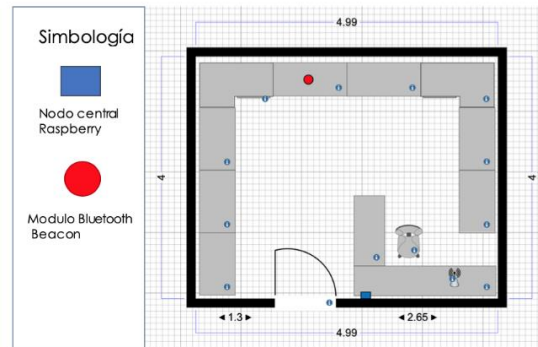 Simbología
Nodo central
Raspberry
Modulo Bluetooth
Beacon
4.99
4
4
1.3
2.65
4.99